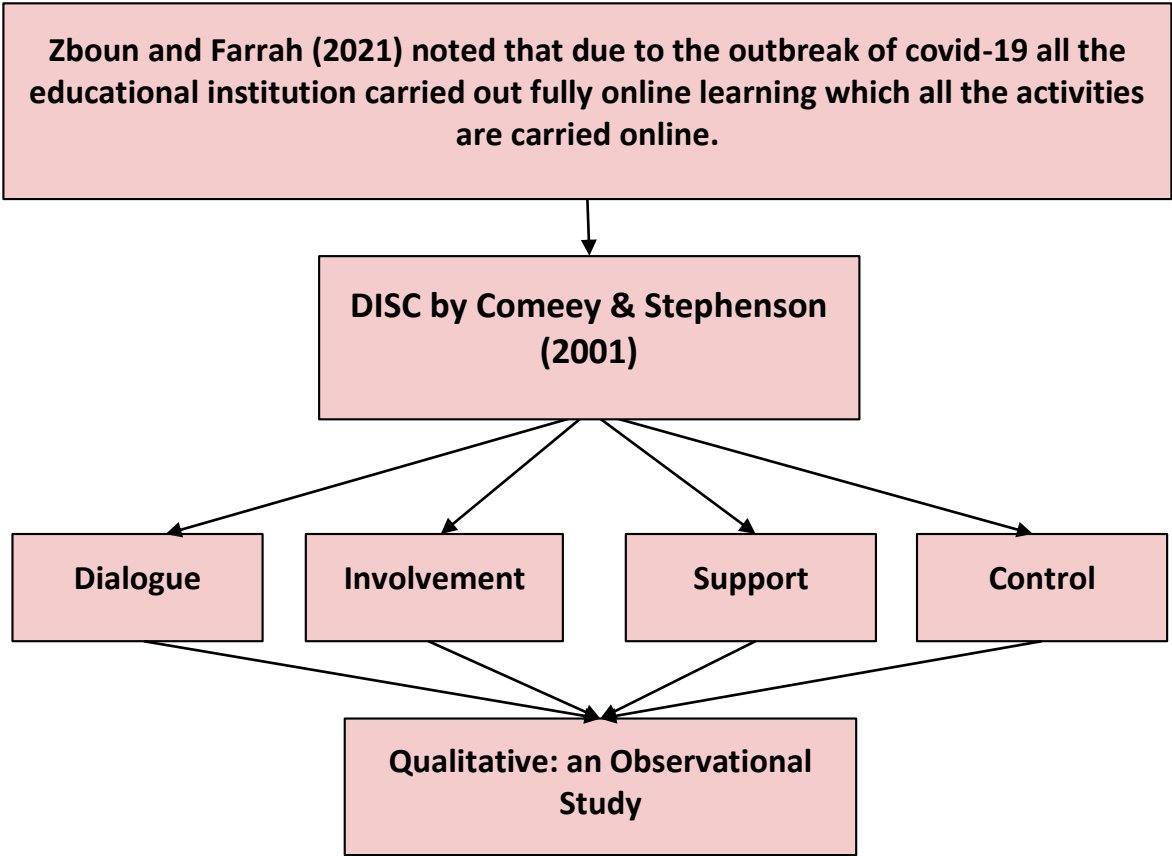 Zboun and Farrah (2021) noted that due to the outbreak of covid-19 all the
educational institution carried out fully online learning which all the activities
are carried online.
DISC by Comeey & Stephenson
(2001)
Dialogue
Involvement
Support
Control
Qualitative: an Observational
Study